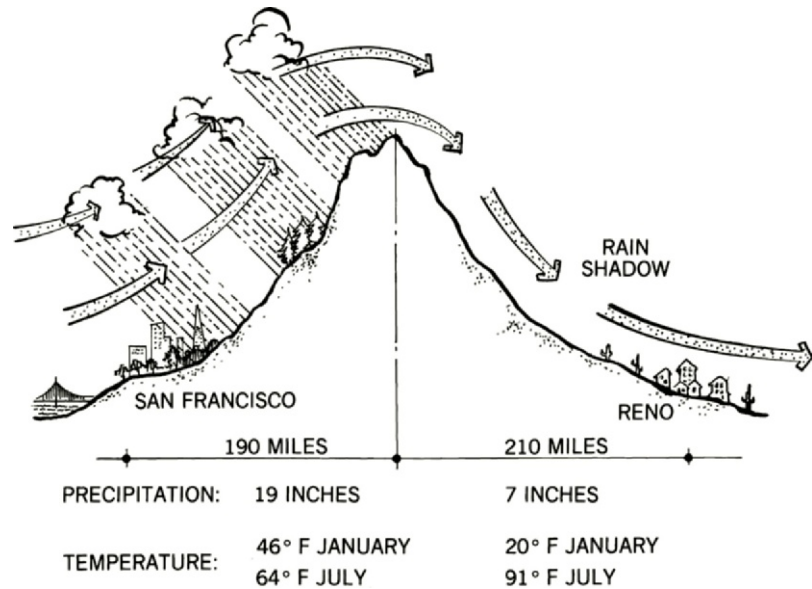 RAIN
SHADOW
SAN FRANCISCO
RENO
190 MILES
210 MILES
PRECIPITATION: 19 INCHES 7 INCHES
TEMPERATURE: 46° F JANUARY 20° F JANUARY
64° F JULY 91° F JULY